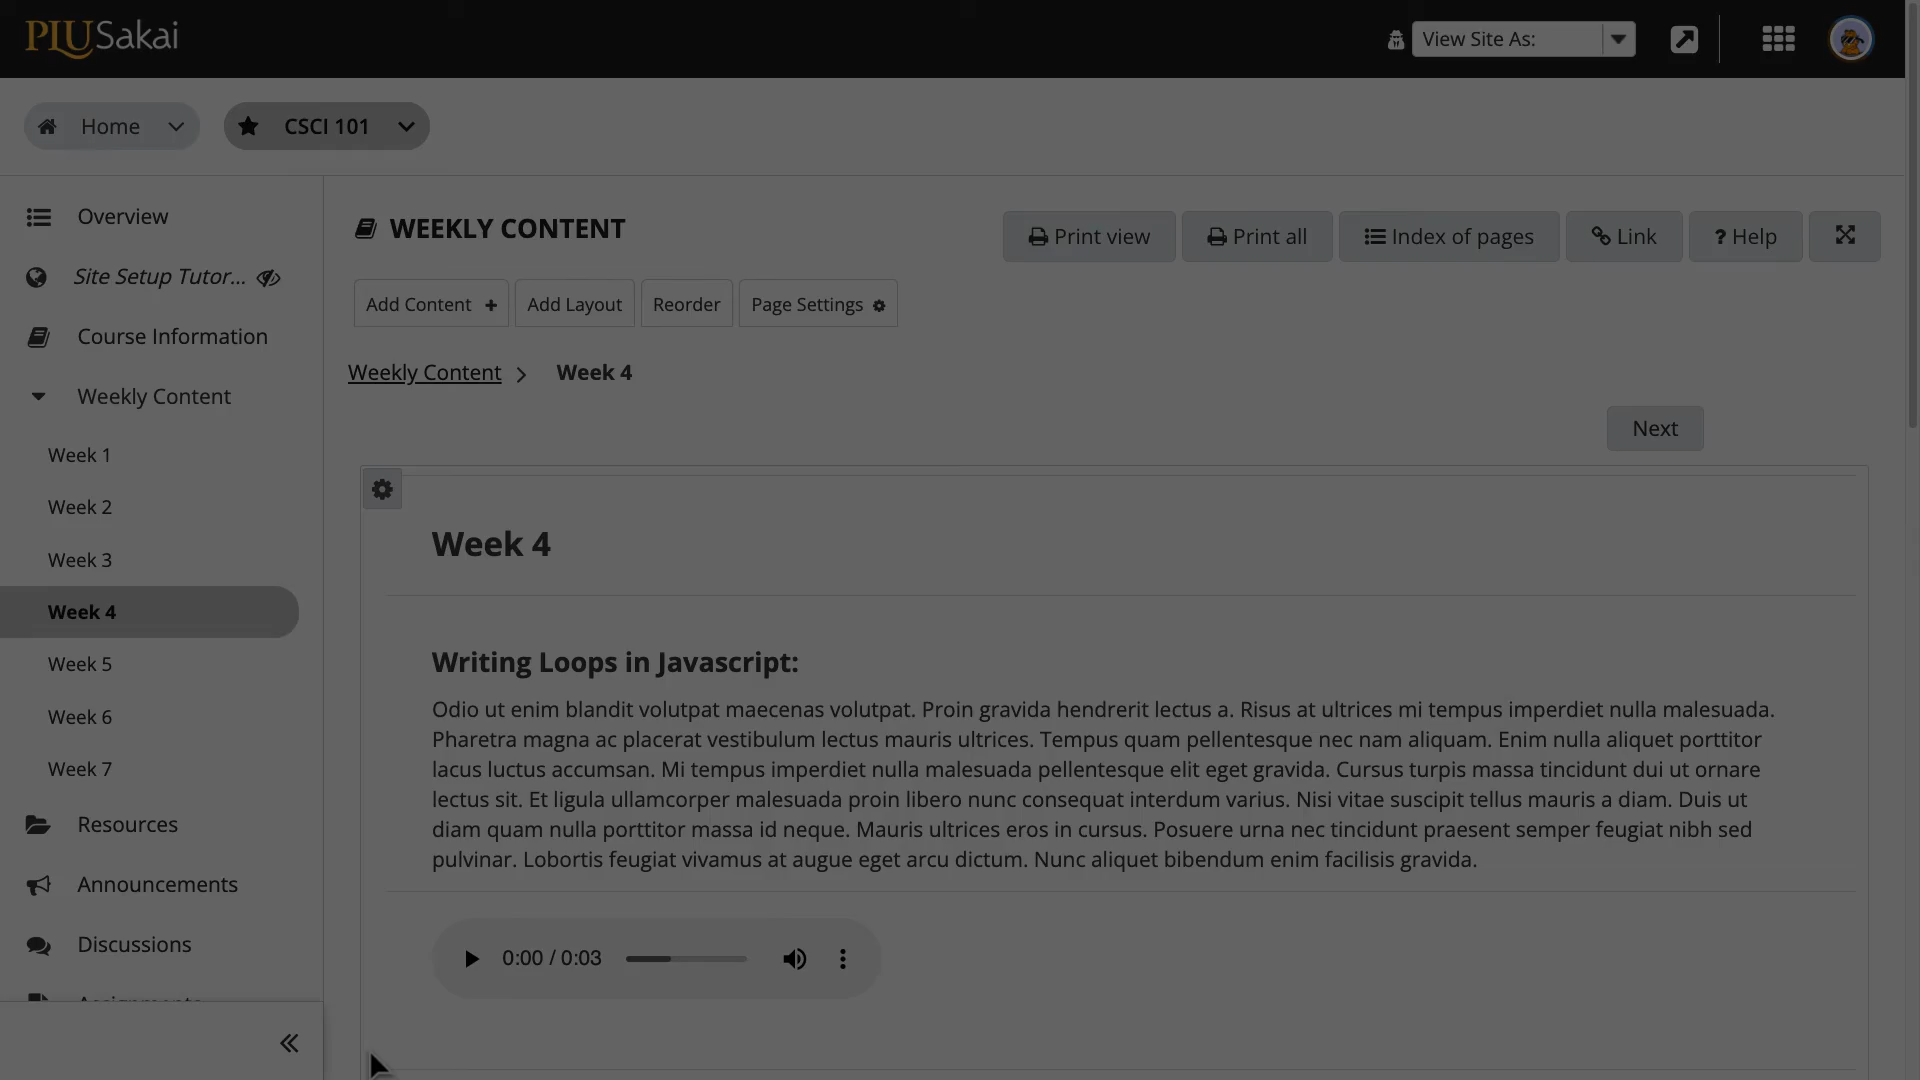 PLU Sakai
View Site As:
Home
CSCI 101
Overview
Site Setup Tutor...
Course Information
Weekly Content
Week 1
Week 2
Week 3
Week 4
Week 5
Week 6
Week 7
Resources
Announcements
Discussions
Assignments
WEEKLY CONTENT
Print view
Print all
Index of pages
Link
? Help
Add Content +
Add Layout
Reorder
Page Settings
Weekly Content > Week 4
Next
Week 4
Writing Loops in Javascript:
Odio ut enim blandit volutpat maecenas volutpat. Proin gravida hendrerit lectus a. Risus at ultrices mi tempus imperdiet nulla malesuada.
Pharetra magna ac placerat vestibulum lectus mauris ultrices. Tempus quam pellentesque nec nam aliquam. Enim nulla aliquet porttitor
lacus luctus accumsan. Mi tempus imperdiet nulla malesuada pellentesque elit eget gravida. Cursus turpis massa tincidunt dui ut ornare
lectus sit. Et ligula ullamcorper malesuada proin libero nunc consequat interdum varius. Nisi vitae suscipit tellus mauris a diam. Duis ut
diam quam nulla porttitor massa id neque. Mauris ultrices eros in cursus. Posuere urna nec tincidunt praesent semper feugiat nibh sed
pulvinar. Lobortis feugiat vivamus at augue eget arcu dictum. Nunc aliquet bibendum enim facilisis gravida.
0:00 / 0:03